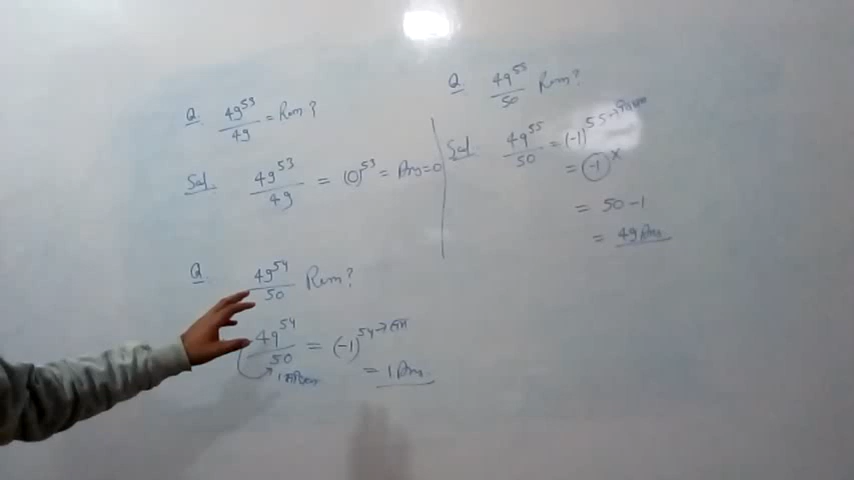 Q. 49^53/49 = Rem?
Sol. 49^53/49 = (0)^53 = Ans = 0
Q. 49^54/50 Rem?
49^54/50 = (-1)^54→सम
= 1 Ans.
Q. 49^55/50 Rem?
Sol. 49^55/50 = (-1)^55→विषम
= -1 ×
= 50-1
= 49 Ans.